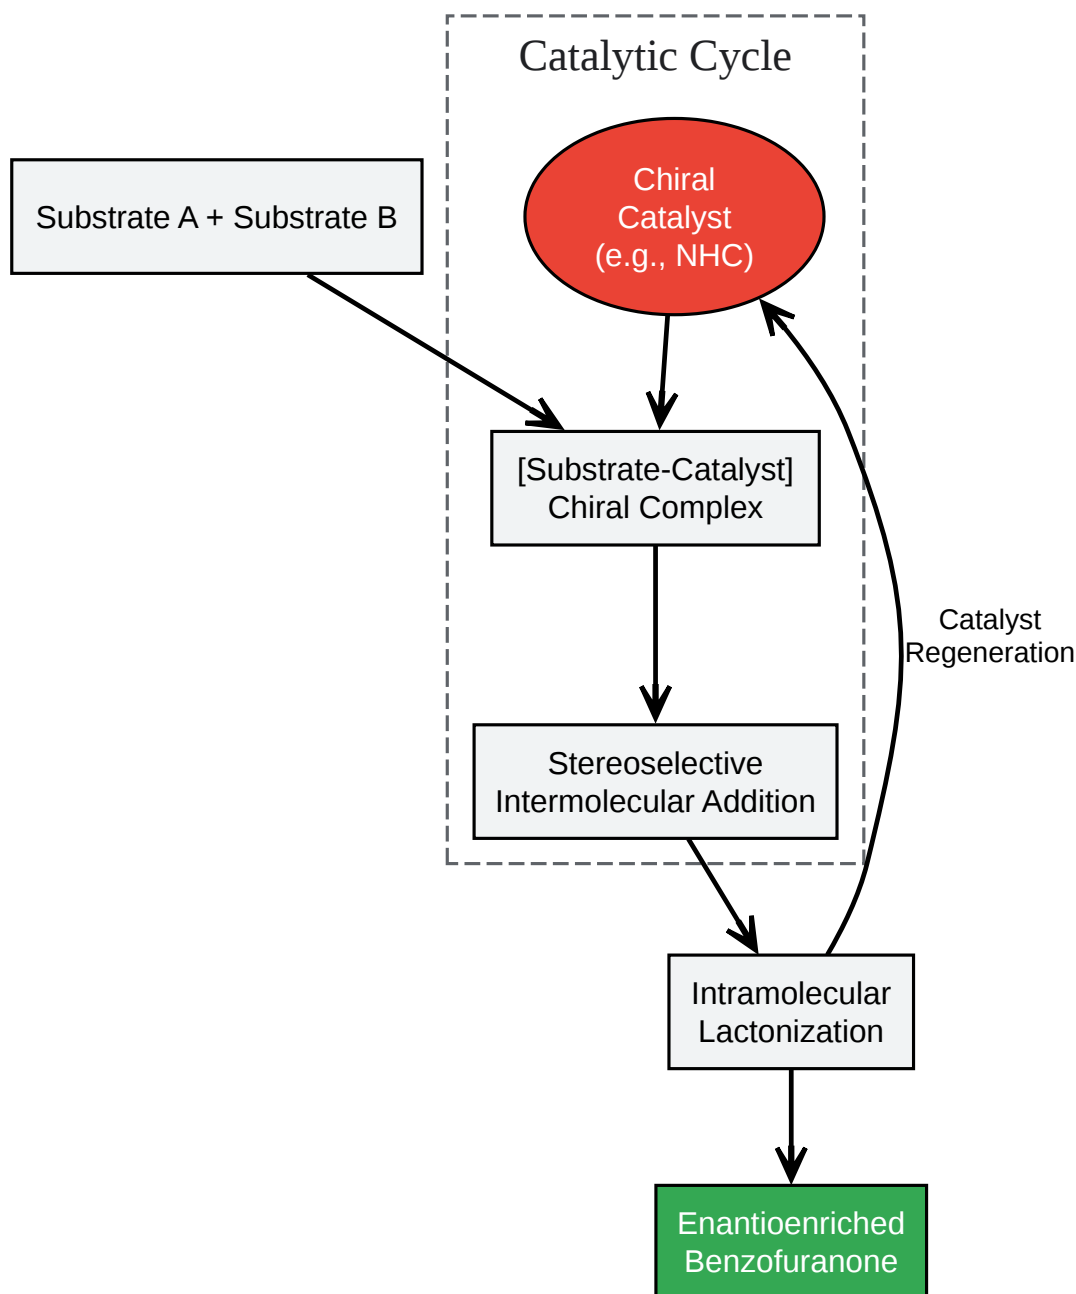 Catalytic Cycle
Substrate A + Substrate B
Chiral
Catalyst
(e.g., NHC)
[Substrate-Catalyst]
Chiral Complex
Catalyst
Regeneration
Stereoselective
Intermolecular Addition
Intramolecular
Lactonization
Enantioenriched
Benzofuranone